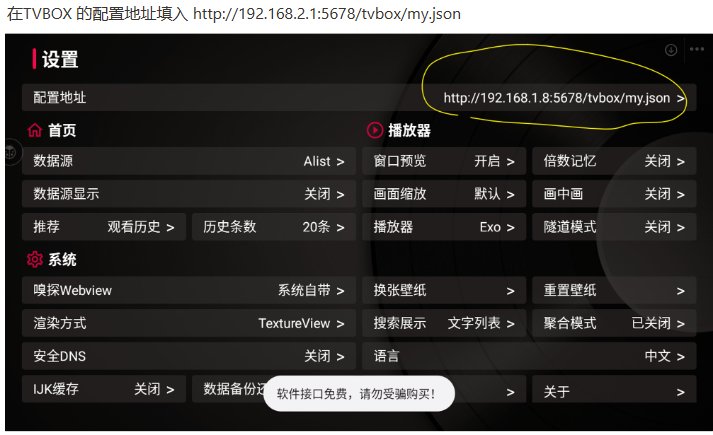 在TVBOX 的配置地址填入 http://192.168.2.1:5678/tvbox/my.json
设置
配置地址 http://192.168.1.8:5678/tvbox/my.json >
首页 播放器
数据源 Alist > 窗口预览 开启 > 倍数记忆 关闭 >
数据源显示 关闭 > 画面缩放 默认 > 画中画 关闭 >
推荐 观看历史 > 历史条数 20条 > 播放器 Exo > 隧道模式 关闭 >
系统
嗅探Webview 系统自带 > 换张壁纸 > 重置壁纸 >
渲染方式 TextureView > 搜索展示 文字列表 > 聚合模式 已关闭 >
安全DNS 关闭 > 语言 中文 >
IJK缓存 关闭 > 数据备份还 > 关于 >
软件接口免费，请勿受骗购买！